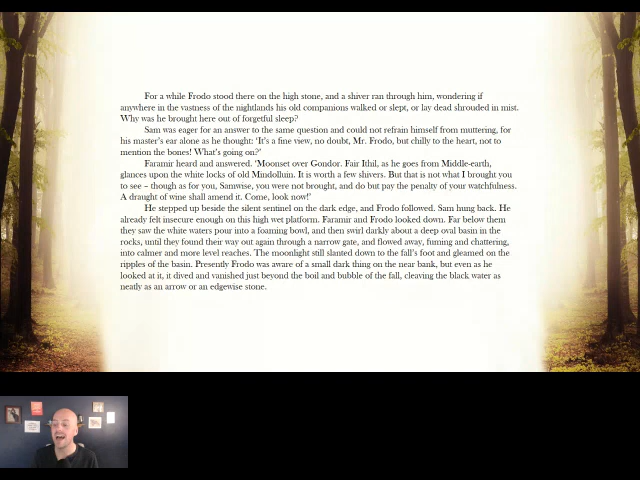 For a while Frodo stood there on the high stone, and a shiver ran through him, wondering if
anywhere in the vastness of the nightlands his old companions walked or slept, or lay dead shrouded in mist.
Why was he brought here out of forgetful sleep?
Sam was eager for an answer to the same question and could not refrain himself from muttering, for
his master's ear alone as he thought: 'It's a fine view, no doubt, Mr. Frodo, but chilly to the heart, not to
mention the bones! What's going on?'
Faramir heard and answered. 'Moonset over Gondor. Fair Ithil, as he goes from Middle-earth,
glances upon the white locks of old Mindolluin. It is worth a few shivers. But that is not what I brought you
to see – though as for you, Samwise, you were not brought, and do but pay the penalty of your watchfulness.
A draught of wine shall amend it. Come, look now!'
He stepped up beside the silent sentinel on the dark edge, and Frodo followed. Sam hung back. He
already felt insecure enough on this high wet platform. Faramir and Frodo looked down. Far below them
they saw the white waters pour into a foaming bowl, and then swirl darkly about a deep oval basin in the
rocks, until they found their way out again through a narrow gate, and flowed away, fuming and chattering,
into calmer and more level reaches. The moonlight still slanted down to the fall's foot and gleamed on the
ripples of the basin. Presently Frodo was aware of a small dark thing on the near bank, but even as he
looked at it, it dived and vanished just beyond the boil and bubble of the fall, cleaving the black water as
neatly as an arrow or an edgewise stone.